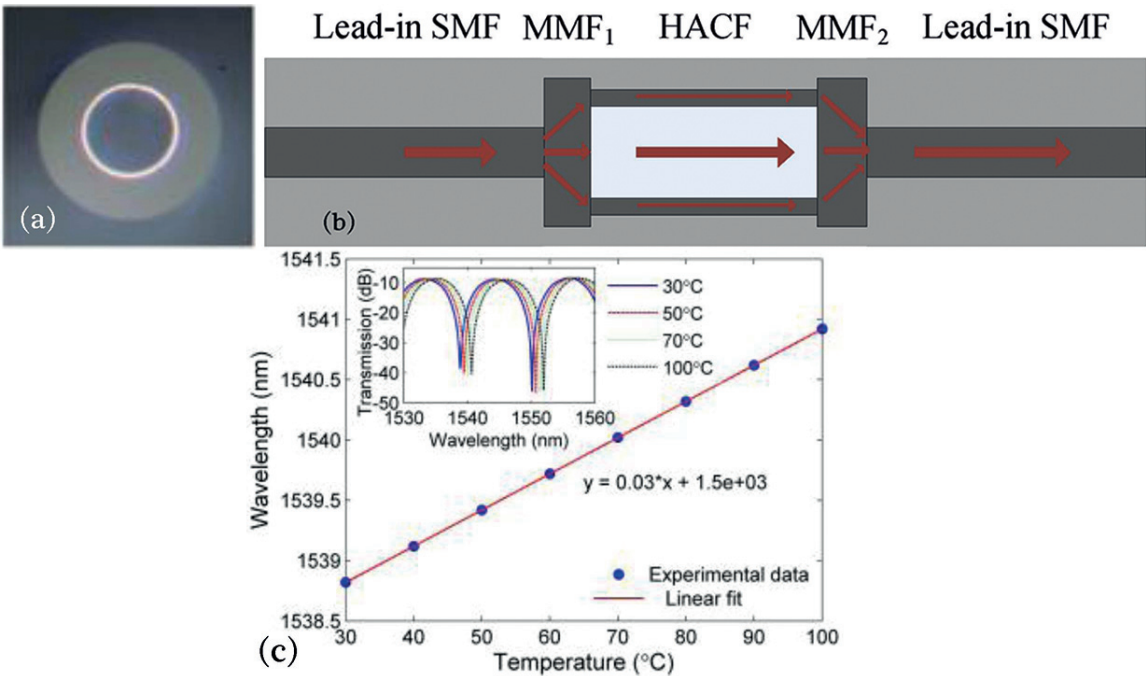 Lead-in SMF MMF₁ HACF MMF₂ Lead-in SMF
(a)
(b)
1541.5
1541
1540.5
1540
1539.5
1539
1538.5
Wavelength (nm)
-10
-20
-30
-40
-50
Transmission (dB)
1530 1540 1550 1560
Wavelength (nm)
30°C
50°C
70°C
100°C
y = 0.03*x + 1.5e+03
Experimental data
Linear fit
30 40 50 60 70 80 90 100
Temperature (°C)
(c)